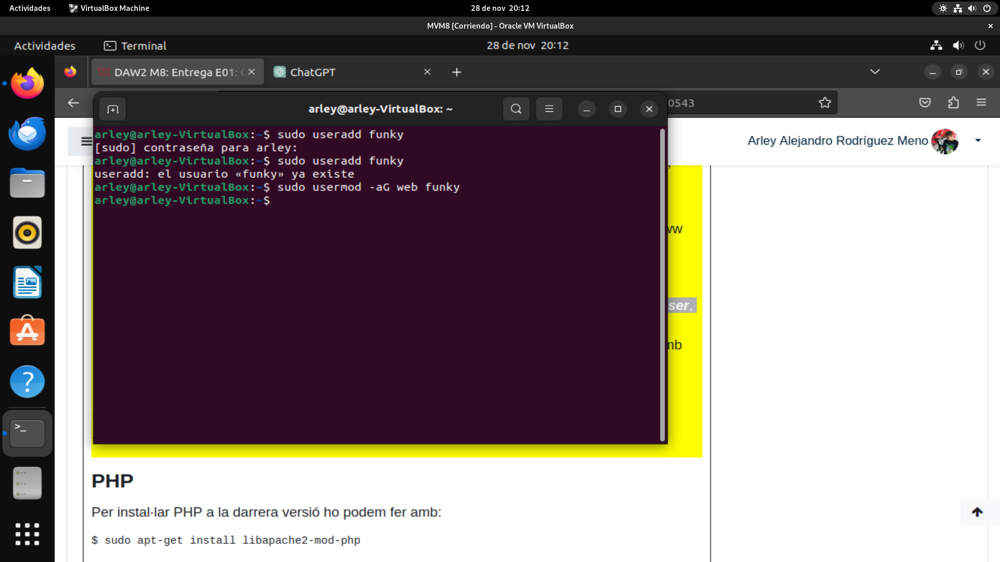 Actividades VirtualBox Machine 28 de nov 20:12
MVM8 [Corriendo] - Oracle VM VirtualBox
Actividades Terminal 28 de nov 20:12
DAW2 M8: Entrega E01: ChatGPT
0543
arley@arley-VirtualBox: ~
Arley Alejandro Rodríguez Meno
arley@arley-VirtualBox:~$ sudo useradd funky
[sudo] contraseña para arley:
arley@arley-VirtualBox:~$ sudo useradd funky
useradd: el usuario «funky» ya existe
arley@arley-VirtualBox:~$ sudo usermod -aG web funky
arley@arley-VirtualBox:~$
ser,
PHP
Per instal·lar PHP a la darrera versió ho podem fer amb:
$ sudo apt-get install libapache2-mod-php